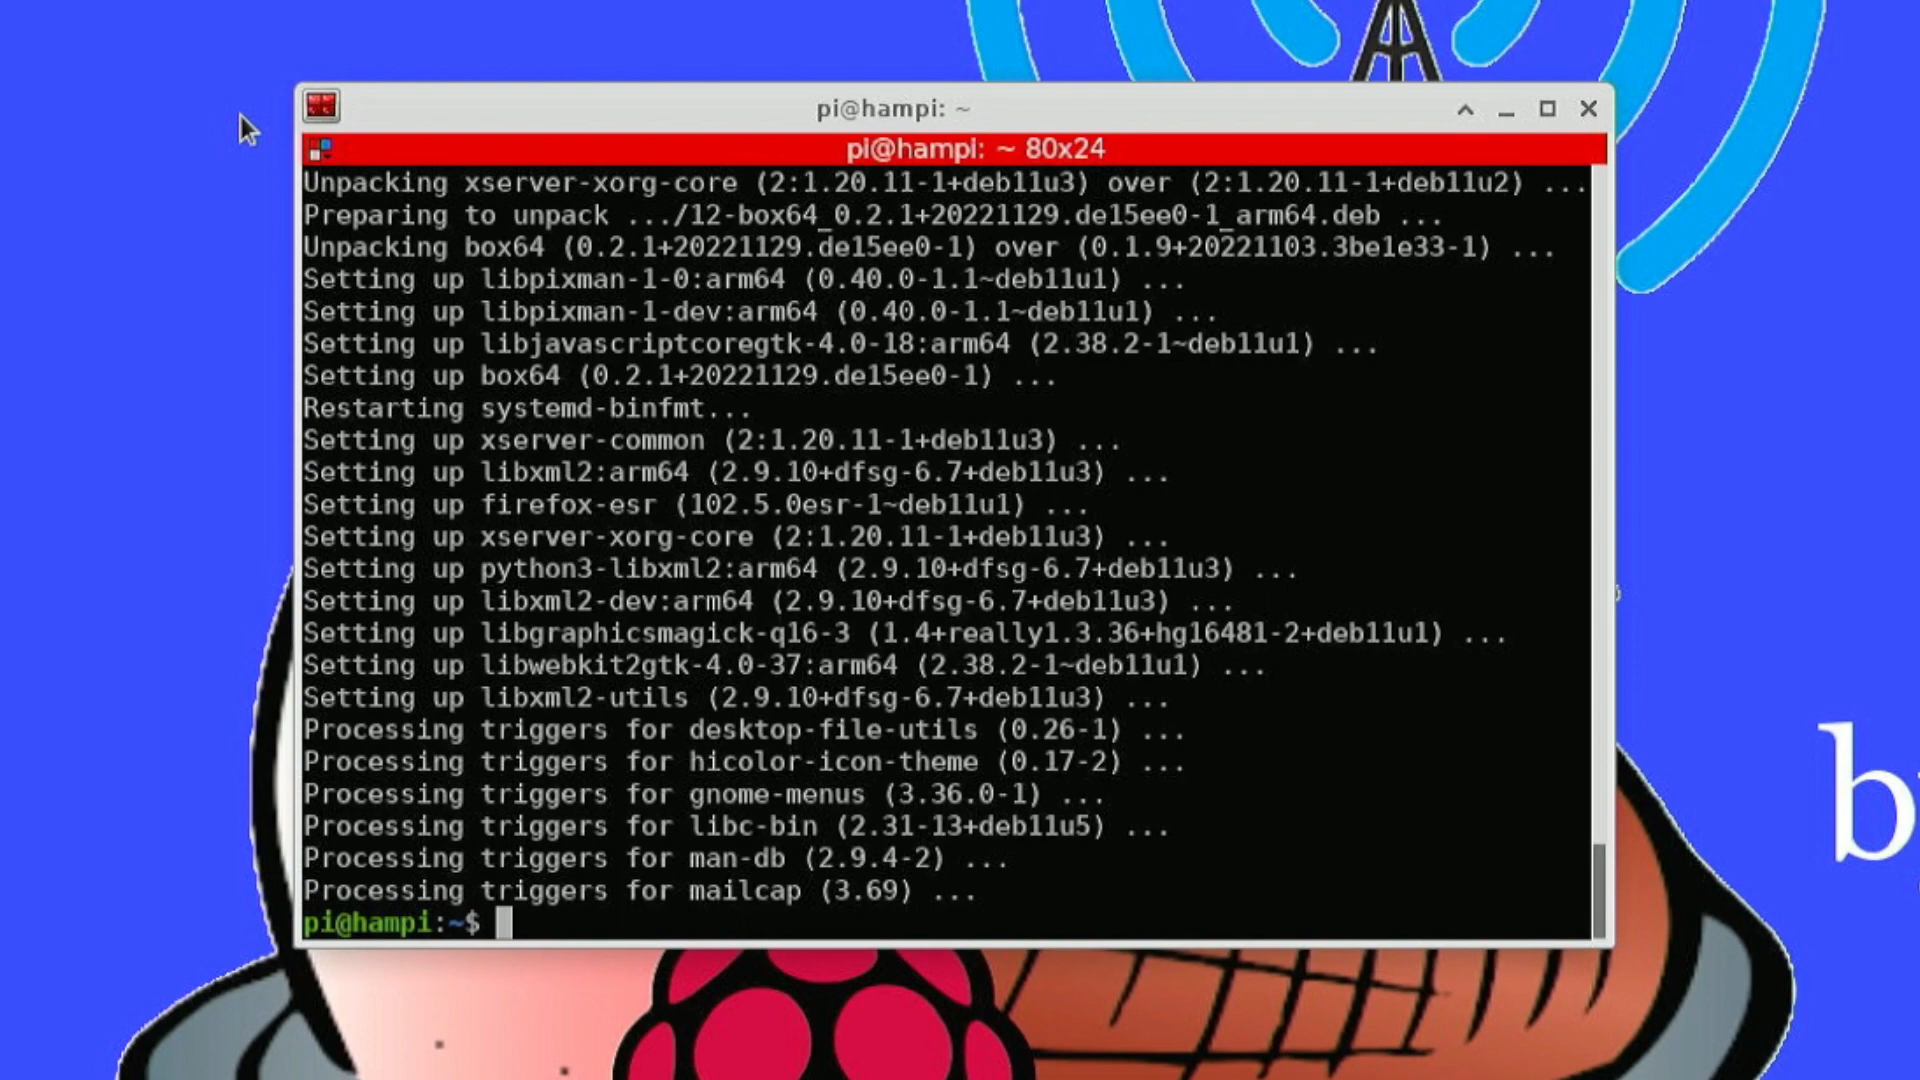 pi@hampi: ~
pi@hampi: ~ 80x24
Unpacking xserver-xorg-core (2:1.20.11-1+deb11u3) over (2:1.20.11-1+deb11u2) ...
Preparing to unpack .../12-box64_0.2.1+20221129.de15ee0-1_arm64.deb ...
Unpacking box64 (0.2.1+20221129.de15ee0-1) over (0.1.9+20221103.3be1e33-1) ...
Setting up libpixman-1-0:arm64 (0.40.0-1.1~deb11u1) ...
Setting up libpixman-1-dev:arm64 (0.40.0-1.1~deb11u1) ...
Setting up libjavascriptcoregtk-4.0-18:arm64 (2.38.2-1~deb11u1) ...
Setting up box64 (0.2.1+20221129.de15ee0-1) ...
Restarting systemd-binfmt...
Setting up xserver-common (2:1.20.11-1+deb11u3) ...
Setting up libxml2:arm64 (2.9.10+dfsg-6.7+deb11u3) ...
Setting up firefox-esr (102.5.0esr-1~deb11u1) ...
Setting up xserver-xorg-core (2:1.20.11-1+deb11u3) ...
Setting up python3-libxml2:arm64 (2.9.10+dfsg-6.7+deb11u3) ...
Setting up libxml2-dev:arm64 (2.9.10+dfsg-6.7+deb11u3) ...
Setting up libgraphicsmagick-q16-3 (1.4+really1.3.36+hg16481-2+deb11u1) ...
Setting up libwebkit2gtk-4.0-37:arm64 (2.38.2-1~deb11u1) ...
Setting up libxml2-utils (2.9.10+dfsg-6.7+deb11u3) ...
Processing triggers for desktop-file-utils (0.26-1) ...
Processing triggers for hicolor-icon-theme (0.17-2) ...
Processing triggers for gnome-menus (3.36.0-1) ...
Processing triggers for libc-bin (2.31-13+deb11u5) ...
Processing triggers for man-db (2.9.4-2) ...
Processing triggers for mailcap (3.69) ...
pi@hampi:~$